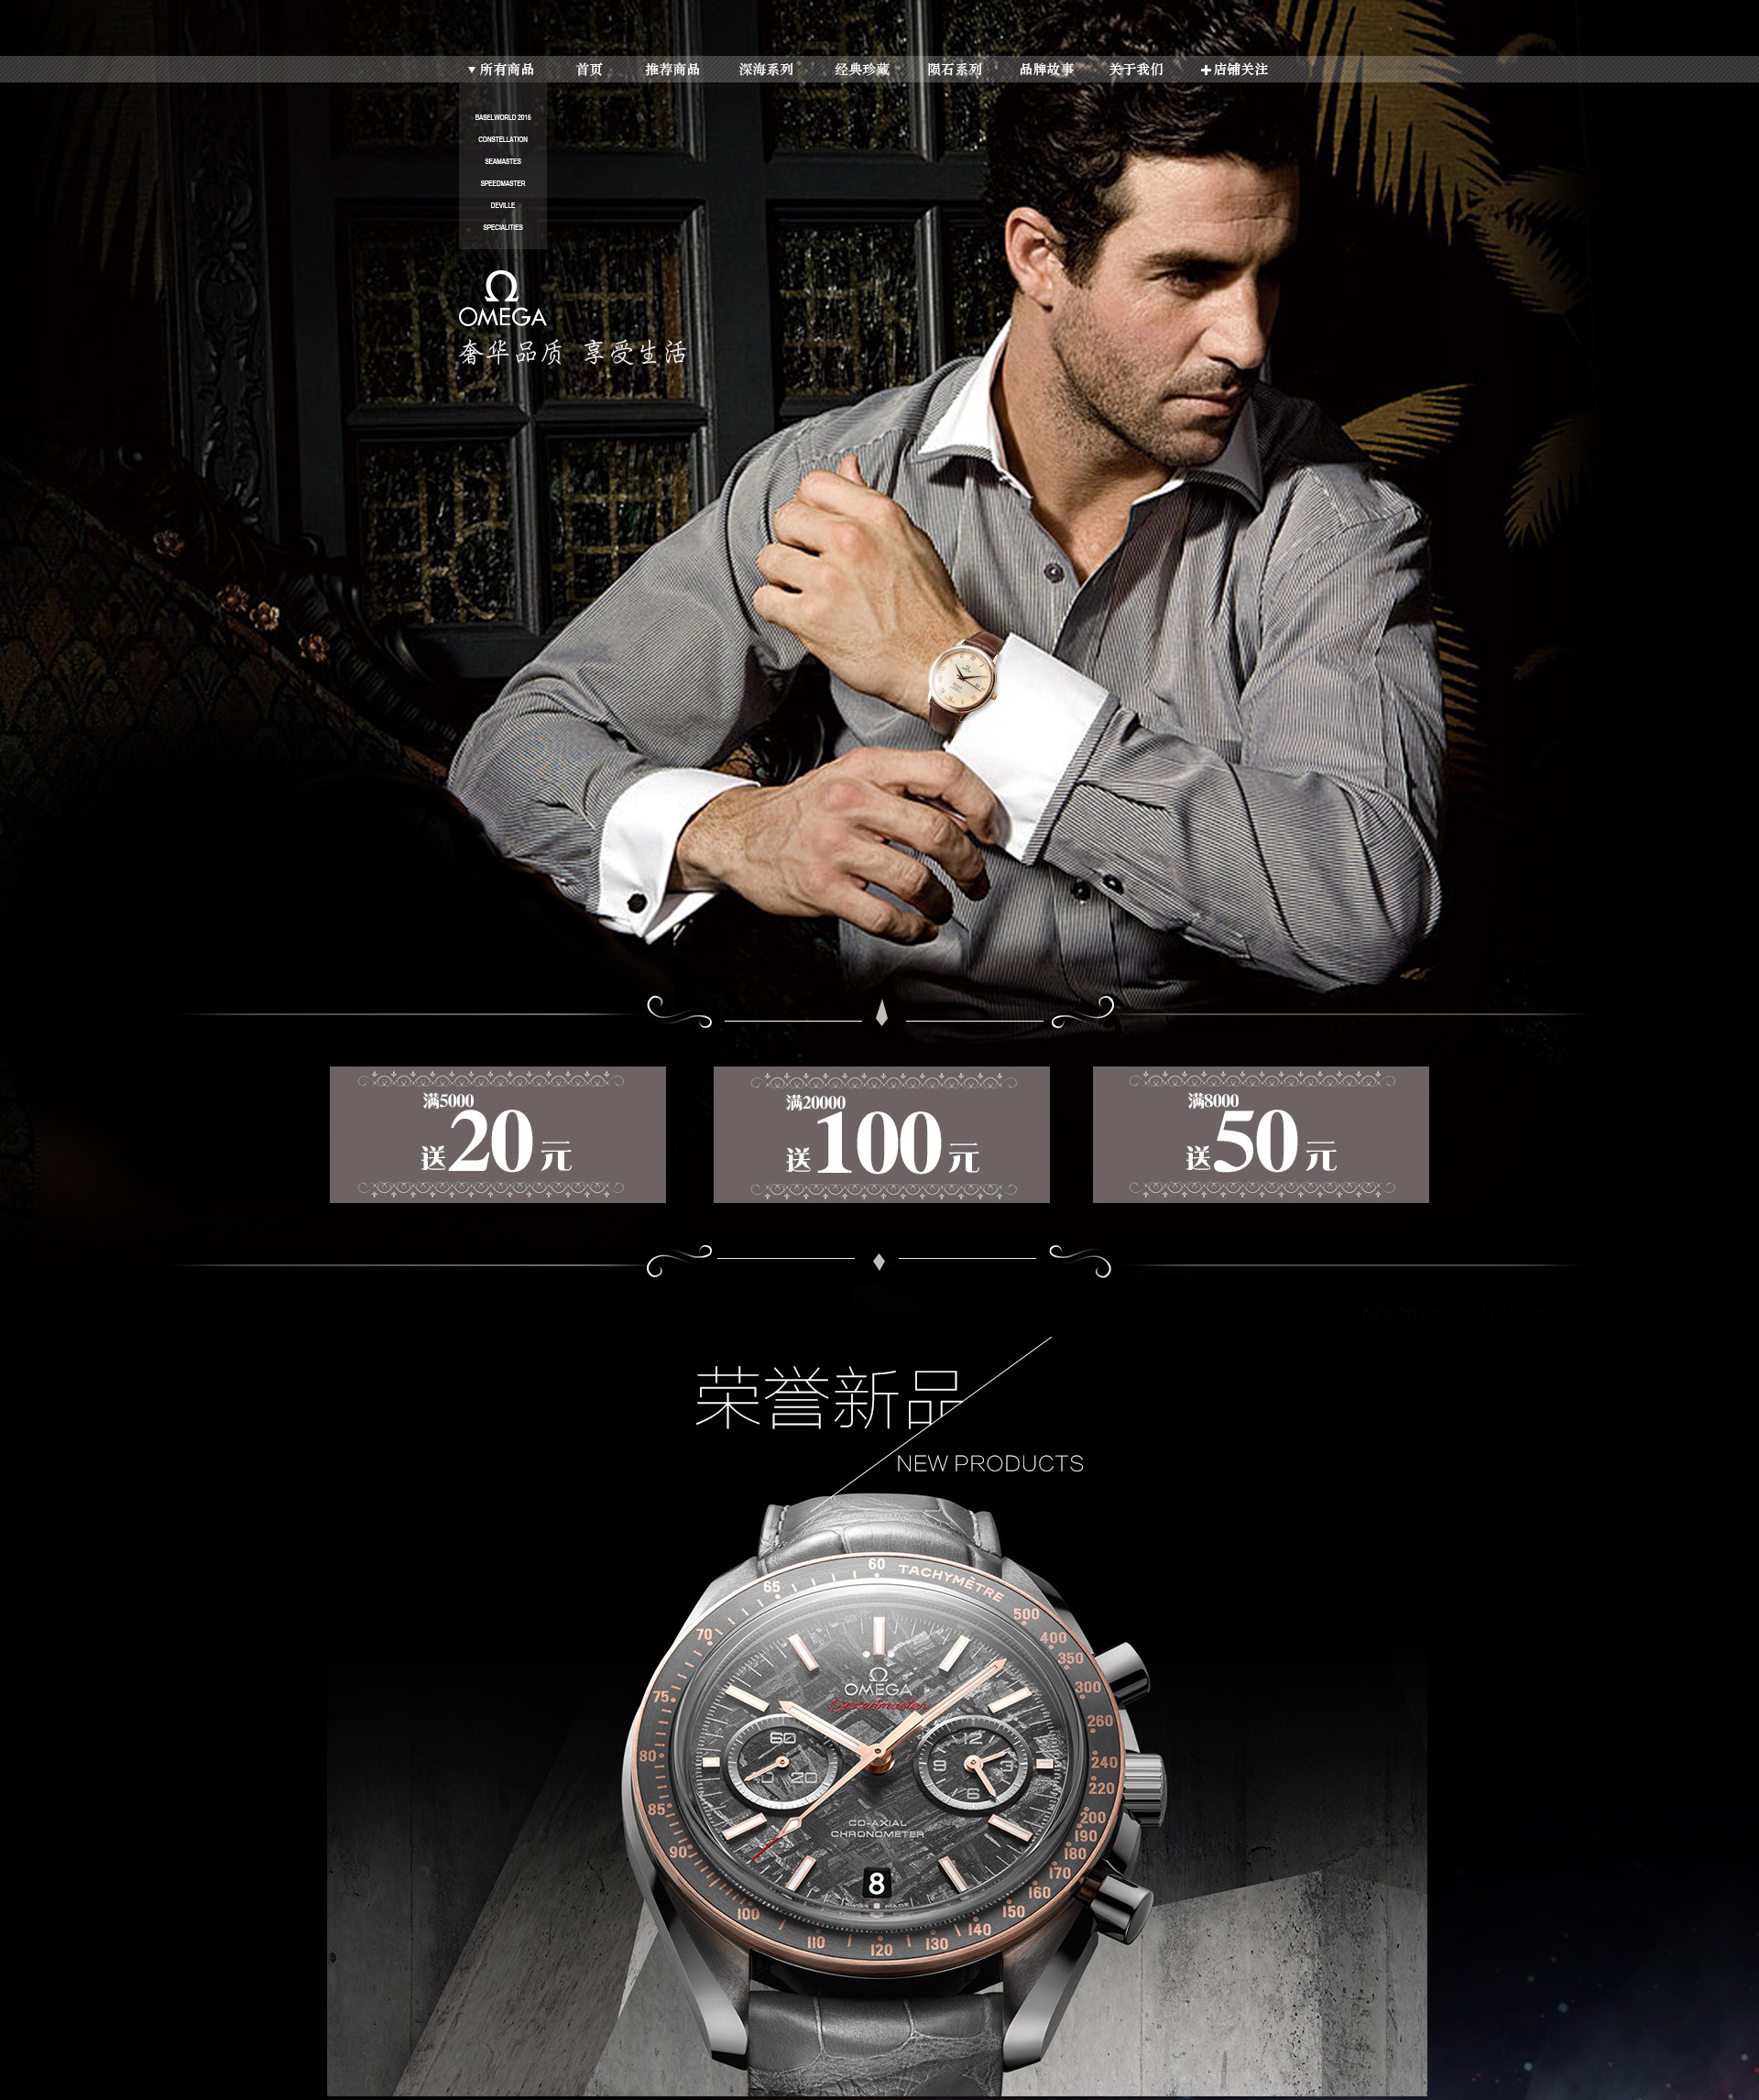 ▼所有商品 首页 推荐商品 深海系列 经典珍藏 陨石系列 品牌故事 关于我们 +店铺关注
BASELWORLD 2016
CONSTELLATION
SEAMASTES
SPEEDMASTER
DEVILLE
SPECIALITIES
Ω
OMEGA
奢华品质 享受生活
满5000
送20元
满20000
送100元
满8000
送50元
荣誉新品
NEW PRODUCTS
60 TACHYMÈTRE 500 400 350 300 260 240 220 200 190 180 170 160 150 140 130 120 110 100 90 85 80 75 70 65
Ω
OMEGA
Speedmaster
60 20
12 3 6 9
CO-AXIAL
CHRONOMETER
8
SWISS MADE